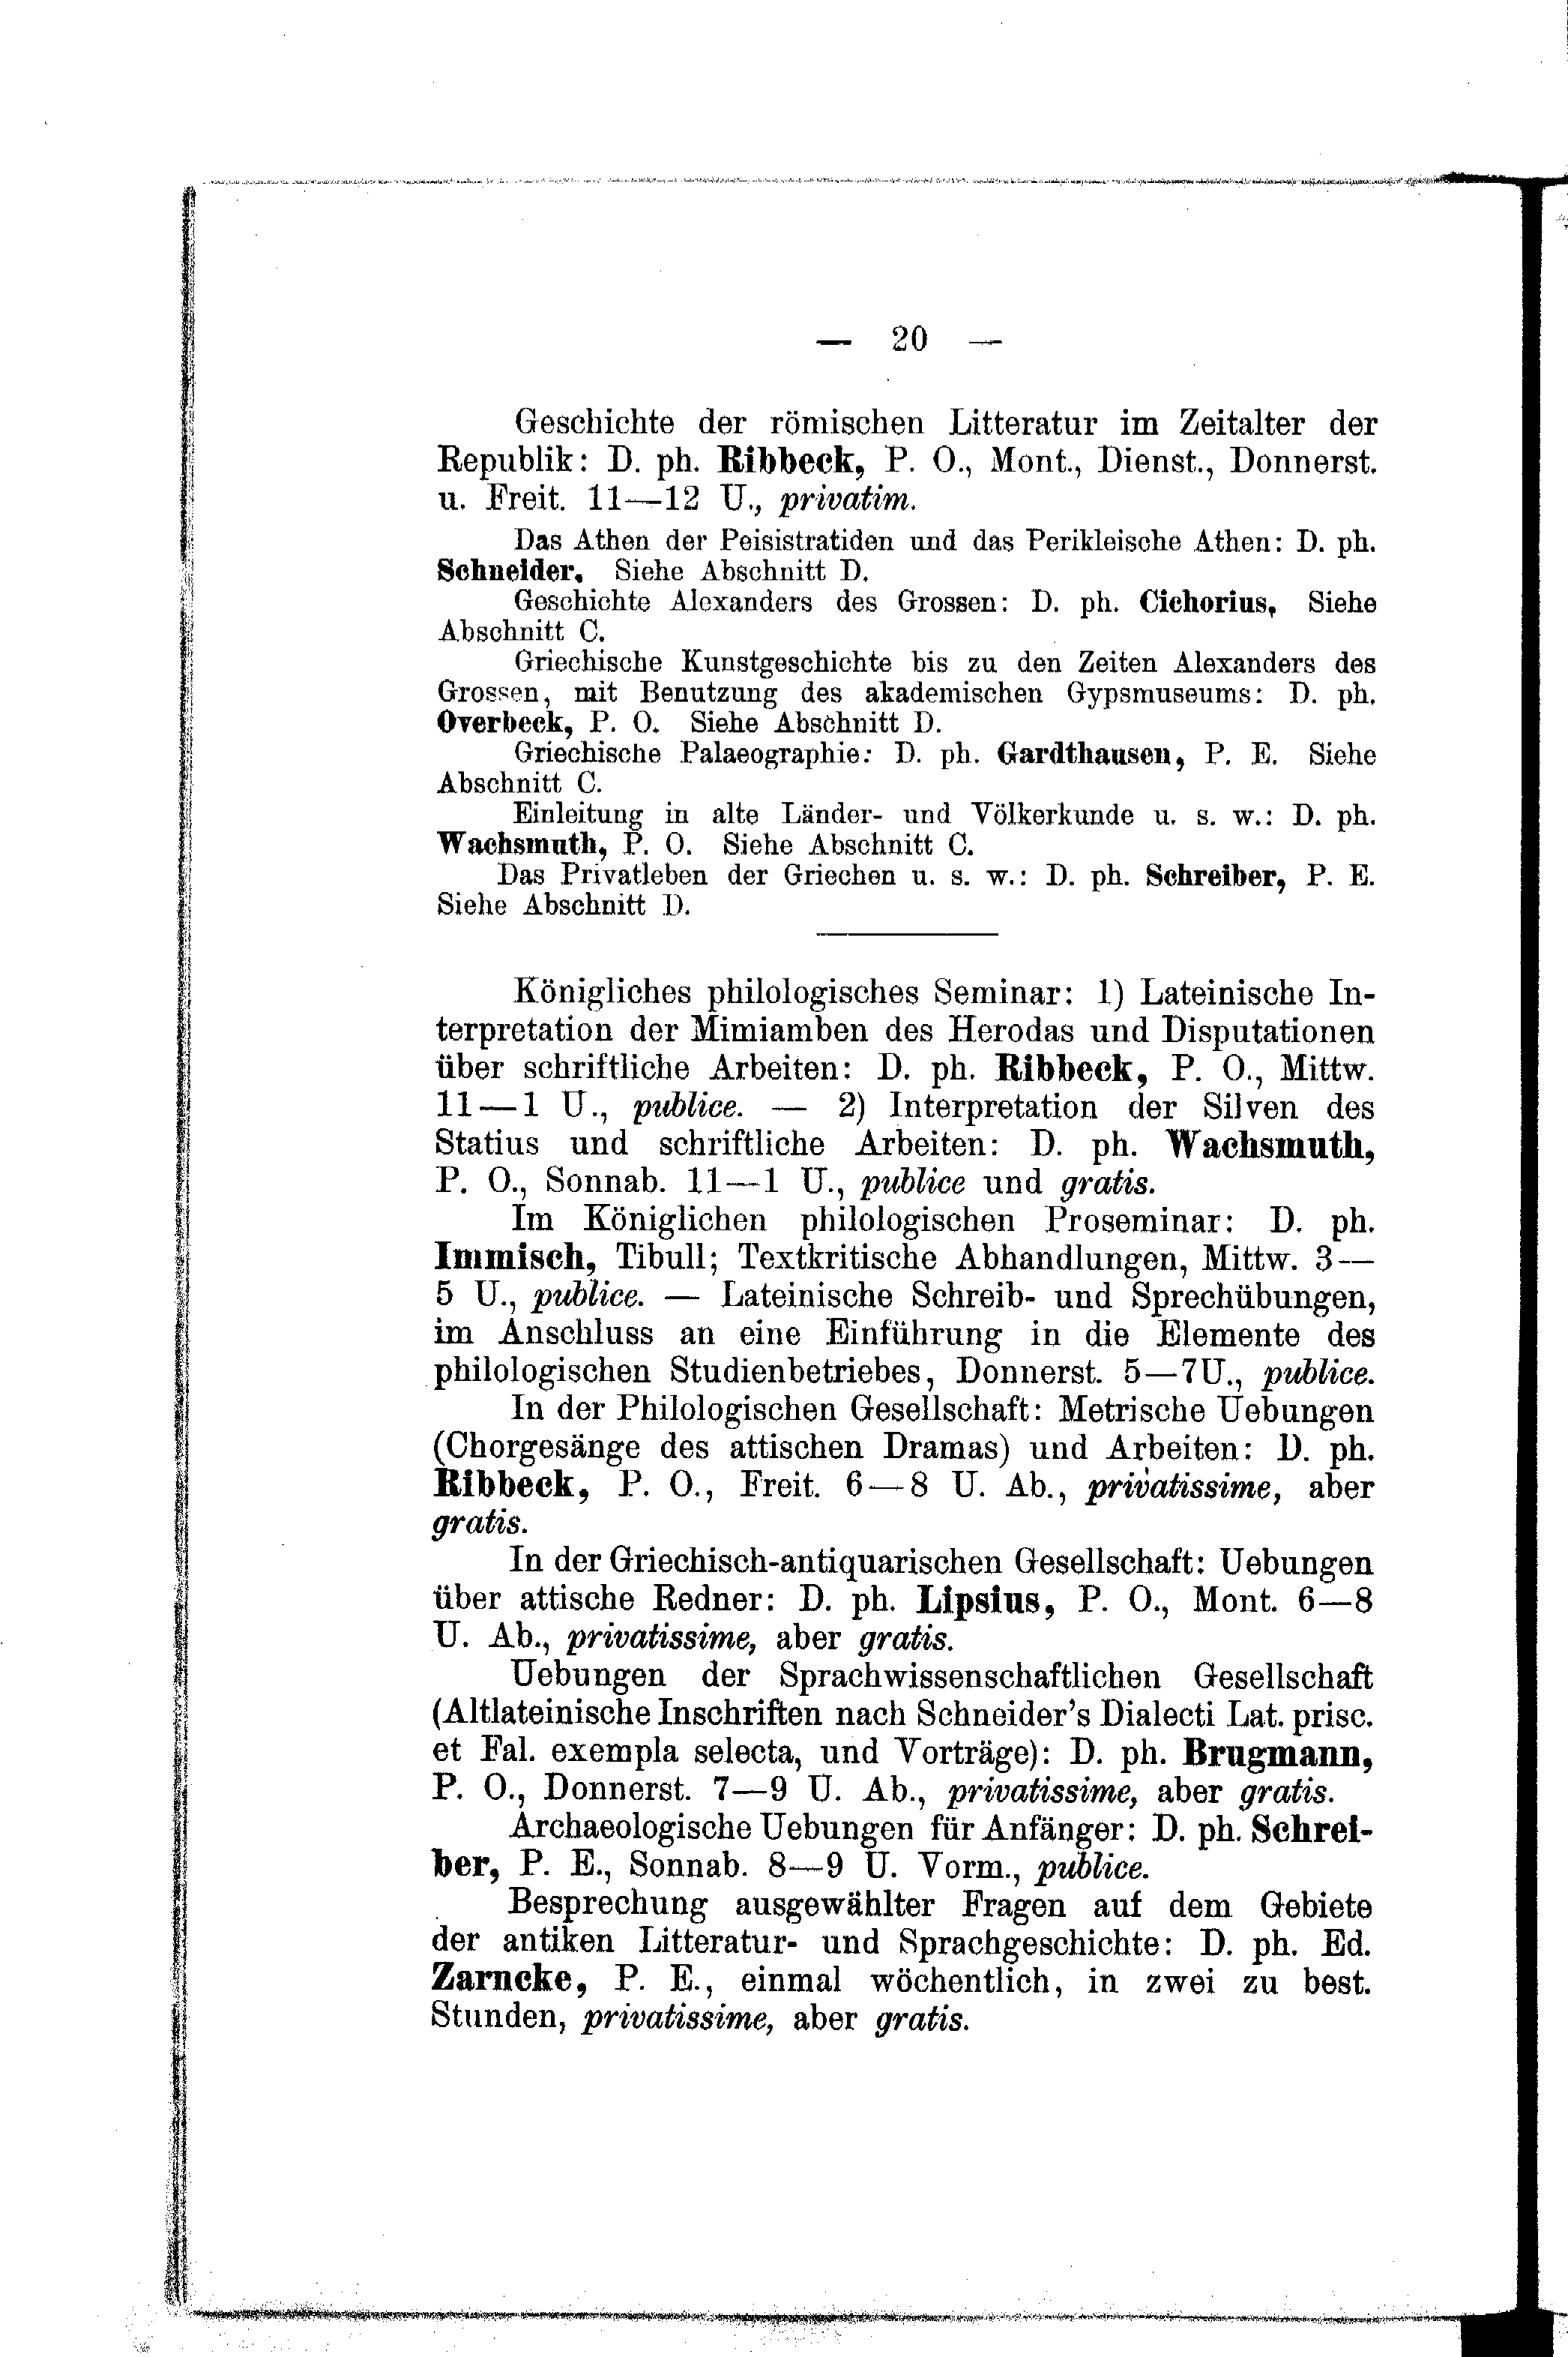 — 20 —
Geschichte der römischen Litteratur im Zeitalter der
Republik: D. ph. Ribbeck, P. O., Mont., Dienst., Donnerst.
u. Freit. 11—12 U., privatim.
Das Athen der Peisistratiden und das Perikleische Athen: D. ph.
Schneider. Siehe Abschnitt D.
Geschichte Alexanders des Grossen: D. ph. Cichorius, Siehe
Abschnitt C.
Griechische Kunstgeschichte bis zu den Zeiten Alexanders des
Grossen, mit Benutzung des akademischen Gypsmuseums: D. ph.
Overbeck, P. O. Siehe Abschnitt D.
Griechische Palaeographie: D. ph. Gardthausen, P. E. Siehe
Abschnitt C.
Einleitung in alte Länder- und Völkerkunde u. s. w.: D. ph.
Wachsmuth, P. O. Siehe Abschnitt C.
Das Privatleben der Griechen u. s. w.: D. ph. Schreiber, P. E.
Siehe Abschnitt D.
Königliches philologisches Seminar: 1) Lateinische In-
terpretation der Mimiamben des Herodas und Disputationen
über schriftliche Arbeiten: D. ph. Ribbeck, P. O., Mittw.
11—1 U., publice. — 2) Interpretation der Silven des
Statius und schriftliche Arbeiten: D. ph. Wachsmuth,
P. O., Sonnab. 11—1 U., publice und gratis.
Im Königlichen philologischen Proseminar: D. ph.
Immisch, Tibull; Textkritische Abhandlungen, Mittw. 3—
5 U., publice. — Lateinische Schreib- und Sprechübungen,
im Anschluss an eine Einführung in die Elemente des
philologischen Studienbetriebes, Donnerst. 5—7 U., publice.
In der Philologischen Gesellschaft: Metrische Uebungen
(Chorgesänge des attischen Dramas) und Arbeiten: D. ph.
Ribbeck, P. O., Freit. 6—8 U. Ab., privatissime, aber
gratis.
In der Griechisch-antiquarischen Gesellschaft: Uebungen
über attische Redner: D. ph. Lipsius, P. O., Mont. 6—8
U. Ab., privatissime, aber gratis.
Uebungen der Sprachwissenschaftlichen Gesellschaft
(Altlateinische Inschriften nach Schneider's Dialecti Lat. prisc.
et Fal. exempla selecta, und Vorträge): D. ph. Brugmann,
P. O., Donnerst. 7—9 U. Ab., privatissime, aber gratis.
Archaeologische Uebungen für Anfänger: D. ph. Schrei-
ber, P. E., Sonnab. 8—9 U. Vorm., publice.
Besprechung ausgewählter Fragen auf dem Gebiete
der antiken Litteratur- und Sprachgeschichte: D. ph. Ed.
Zarncke, P. E., einmal wöchentlich, in zwei zu best.
Stunden, privatissime, aber gratis.